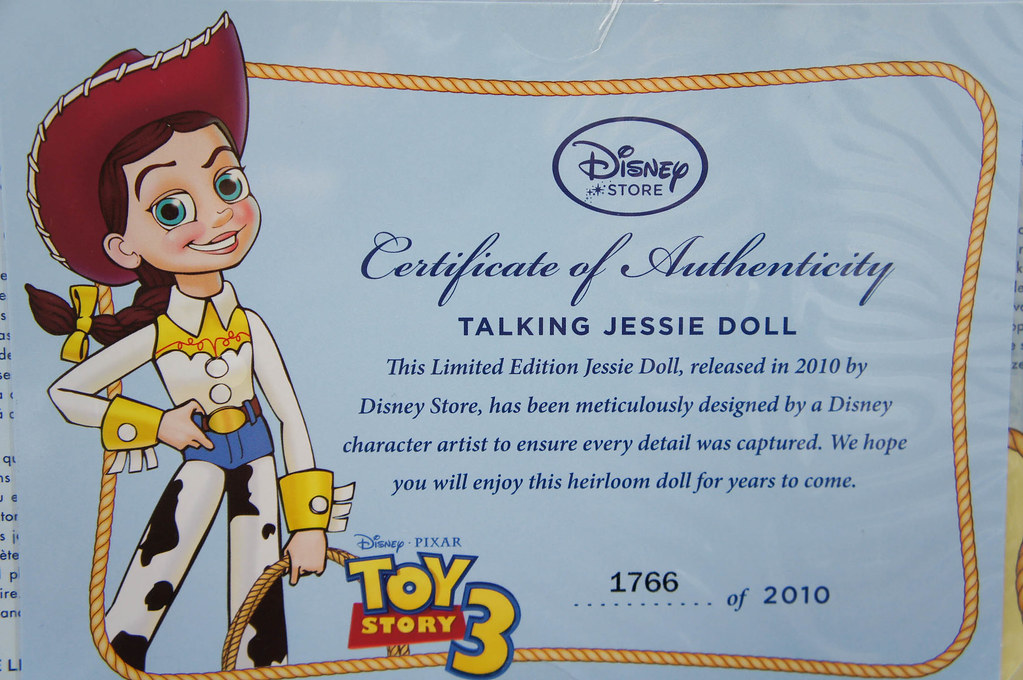 Disney
STORE
Certificate of Authenticity
TALKING JESSIE DOLL
This Limited Edition Jessie Doll, released in 2010 by
Disney Store, has been meticulously designed by a Disney
character artist to ensure every detail was captured. We hope
you will enjoy this heirloom doll for years to come.
Disney · PIXAR
TOY
STORY
3
1766 of 2010